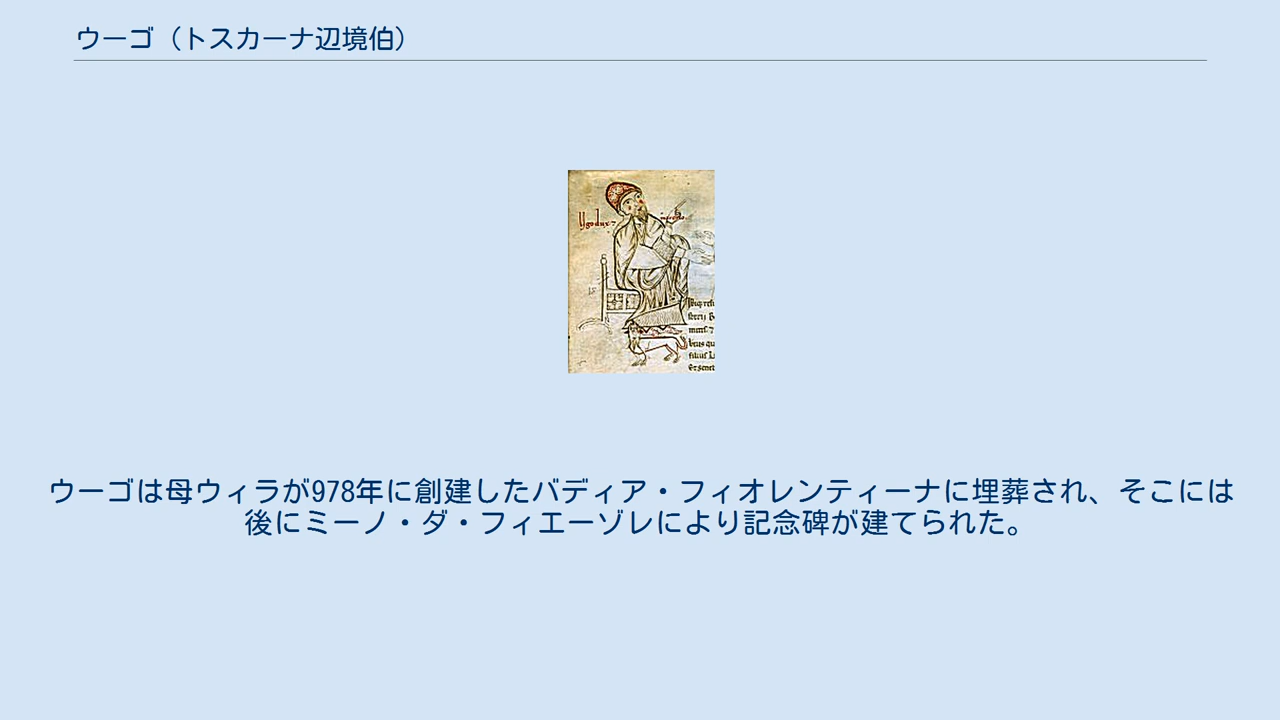 ウーゴ（トスカーナ辺境伯）
ウーゴは母ウィラが978年に創建したバディア・フィオレンティーナに埋葬され、そこには
後にミーノ・ダ・フィエーゾレにより記念碑が建てられた。